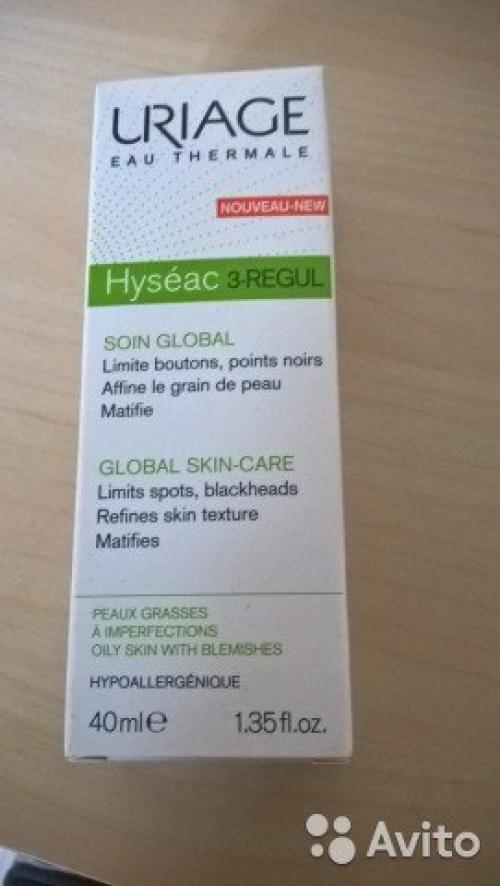 URIAGE
EAU THERMALE
NOUVEAU-NEW
Hyséac 3-REGUL
SOIN GLOBAL
Limite boutons, points noirs
Affine le grain de peau
Matifie
GLOBAL SKIN-CARE
Limits spots, blackheads
Refines skin texture
Matifies
PEAUX GRASSES
À IMPERFECTIONS
OILY SKIN WITH BLEMISHES
HYPOALLERGÉNIQUE
40ml℮ 1.35fl.oz.
Avito